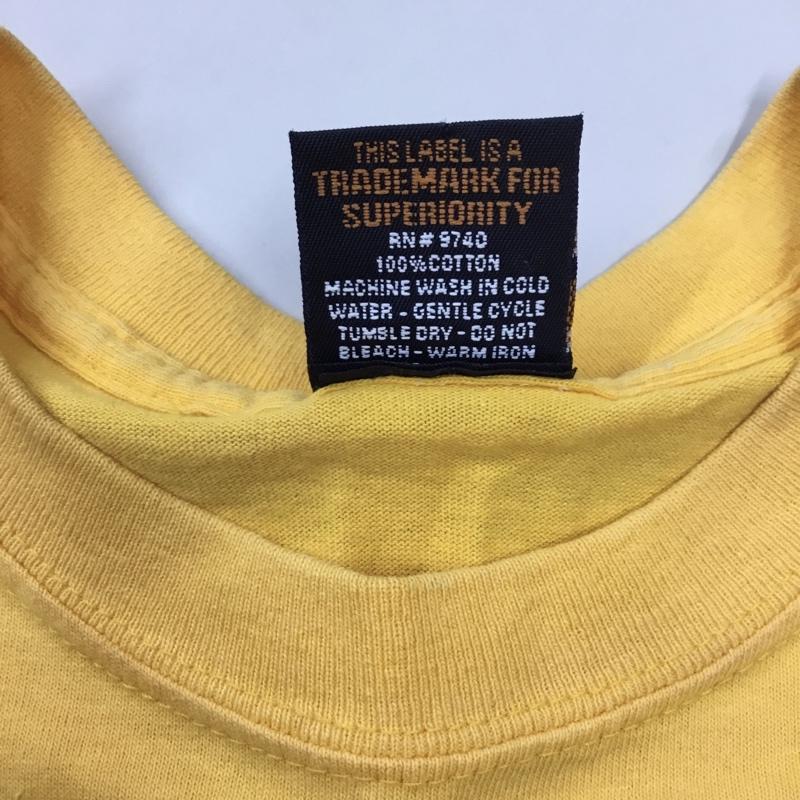 THIS LABEL IS A
TRADEMARK FOR
SUPERIORITY
RN# 9740
100% COTTON
MACHINE WASH IN COLD
WATER - GENTLE CYCLE
TUMBLE DRY - DO NOT
BLEACH - WARM IRON